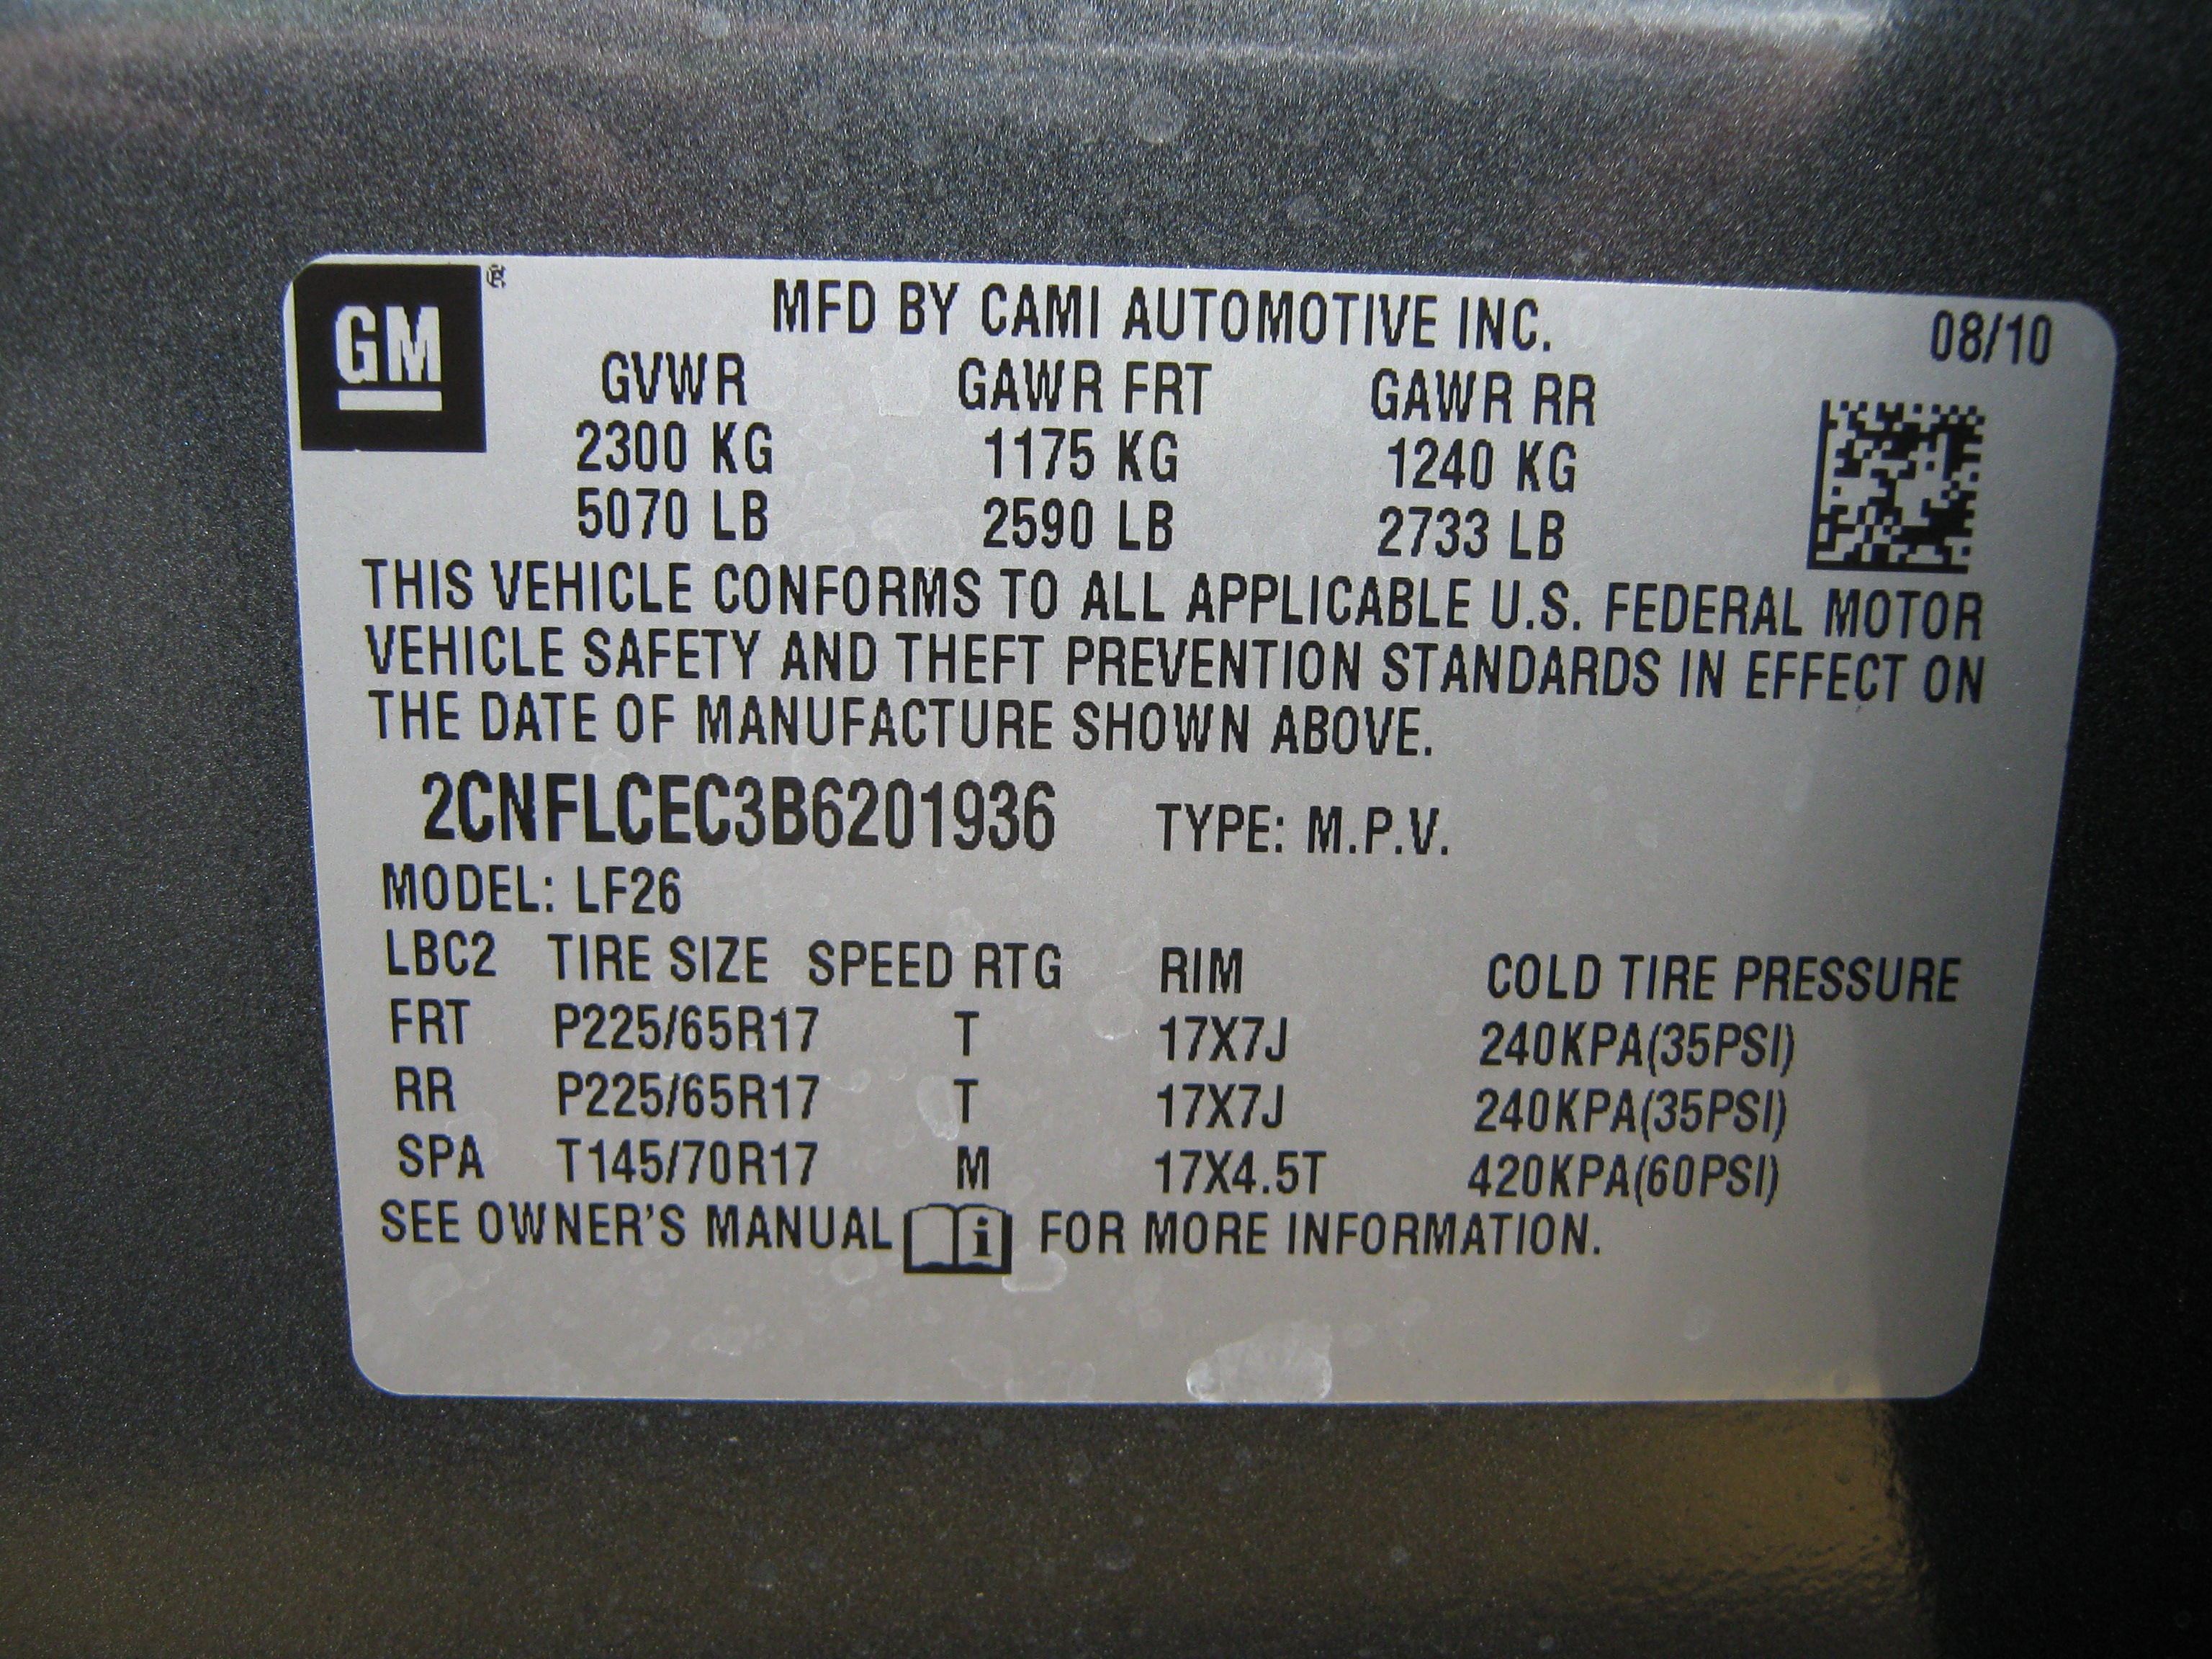 GM ®
MFD BY CAMI AUTOMOTIVE INC. 08/10
GVWR GAWR FRT GAWR RR
2300 KG 1175 KG 1240 KG
5070 LB 2590 LB 2733 LB
THIS VEHICLE CONFORMS TO ALL APPLICABLE U.S. FEDERAL MOTOR
VEHICLE SAFETY AND THEFT PREVENTION STANDARDS IN EFFECT ON
THE DATE OF MANUFACTURE SHOWN ABOVE.
2CNFLCEC3B6201936 TYPE: M.P.V.
MODEL: LF26
LBC2 TIRE SIZE SPEED RTG RIM COLD TIRE PRESSURE
FRT P225/65R17 T 17X7J 240KPA(35PSI)
RR P225/65R17 T 17X7J 240KPA(35PSI)
SPA T145/70R17 M 17X4.5T 420KPA(60PSI)
SEE OWNER'S MANUAL i FOR MORE INFORMATION.